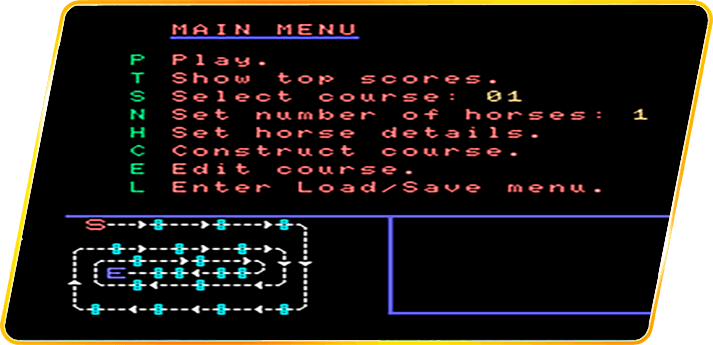 MAIN MENU
P Play.
T Show top scores.
S Select course: 01
N Set number of horses: 1
H Set horse details.
C Construct course.
E Edit course.
L Enter Load/Save menu.
S
E